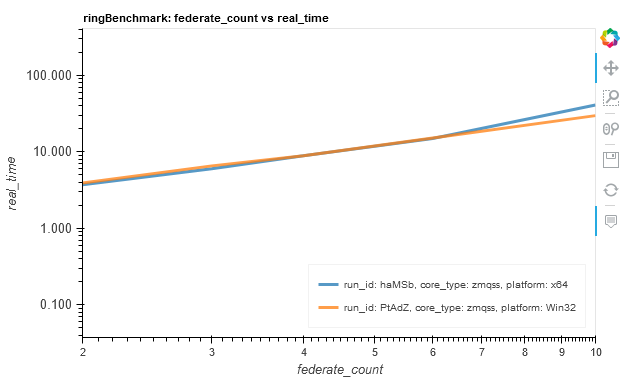 ringBenchmark: federate_count vs real_time
100.000
10.000
1.000
0.100
real_time
run_id: haMSb, core_type: zmqss, platform: x64
run_id: PtAdZ, core_type: zmqss, platform: Win32
2
3
4
5
6
7
8
9
10
federate_count